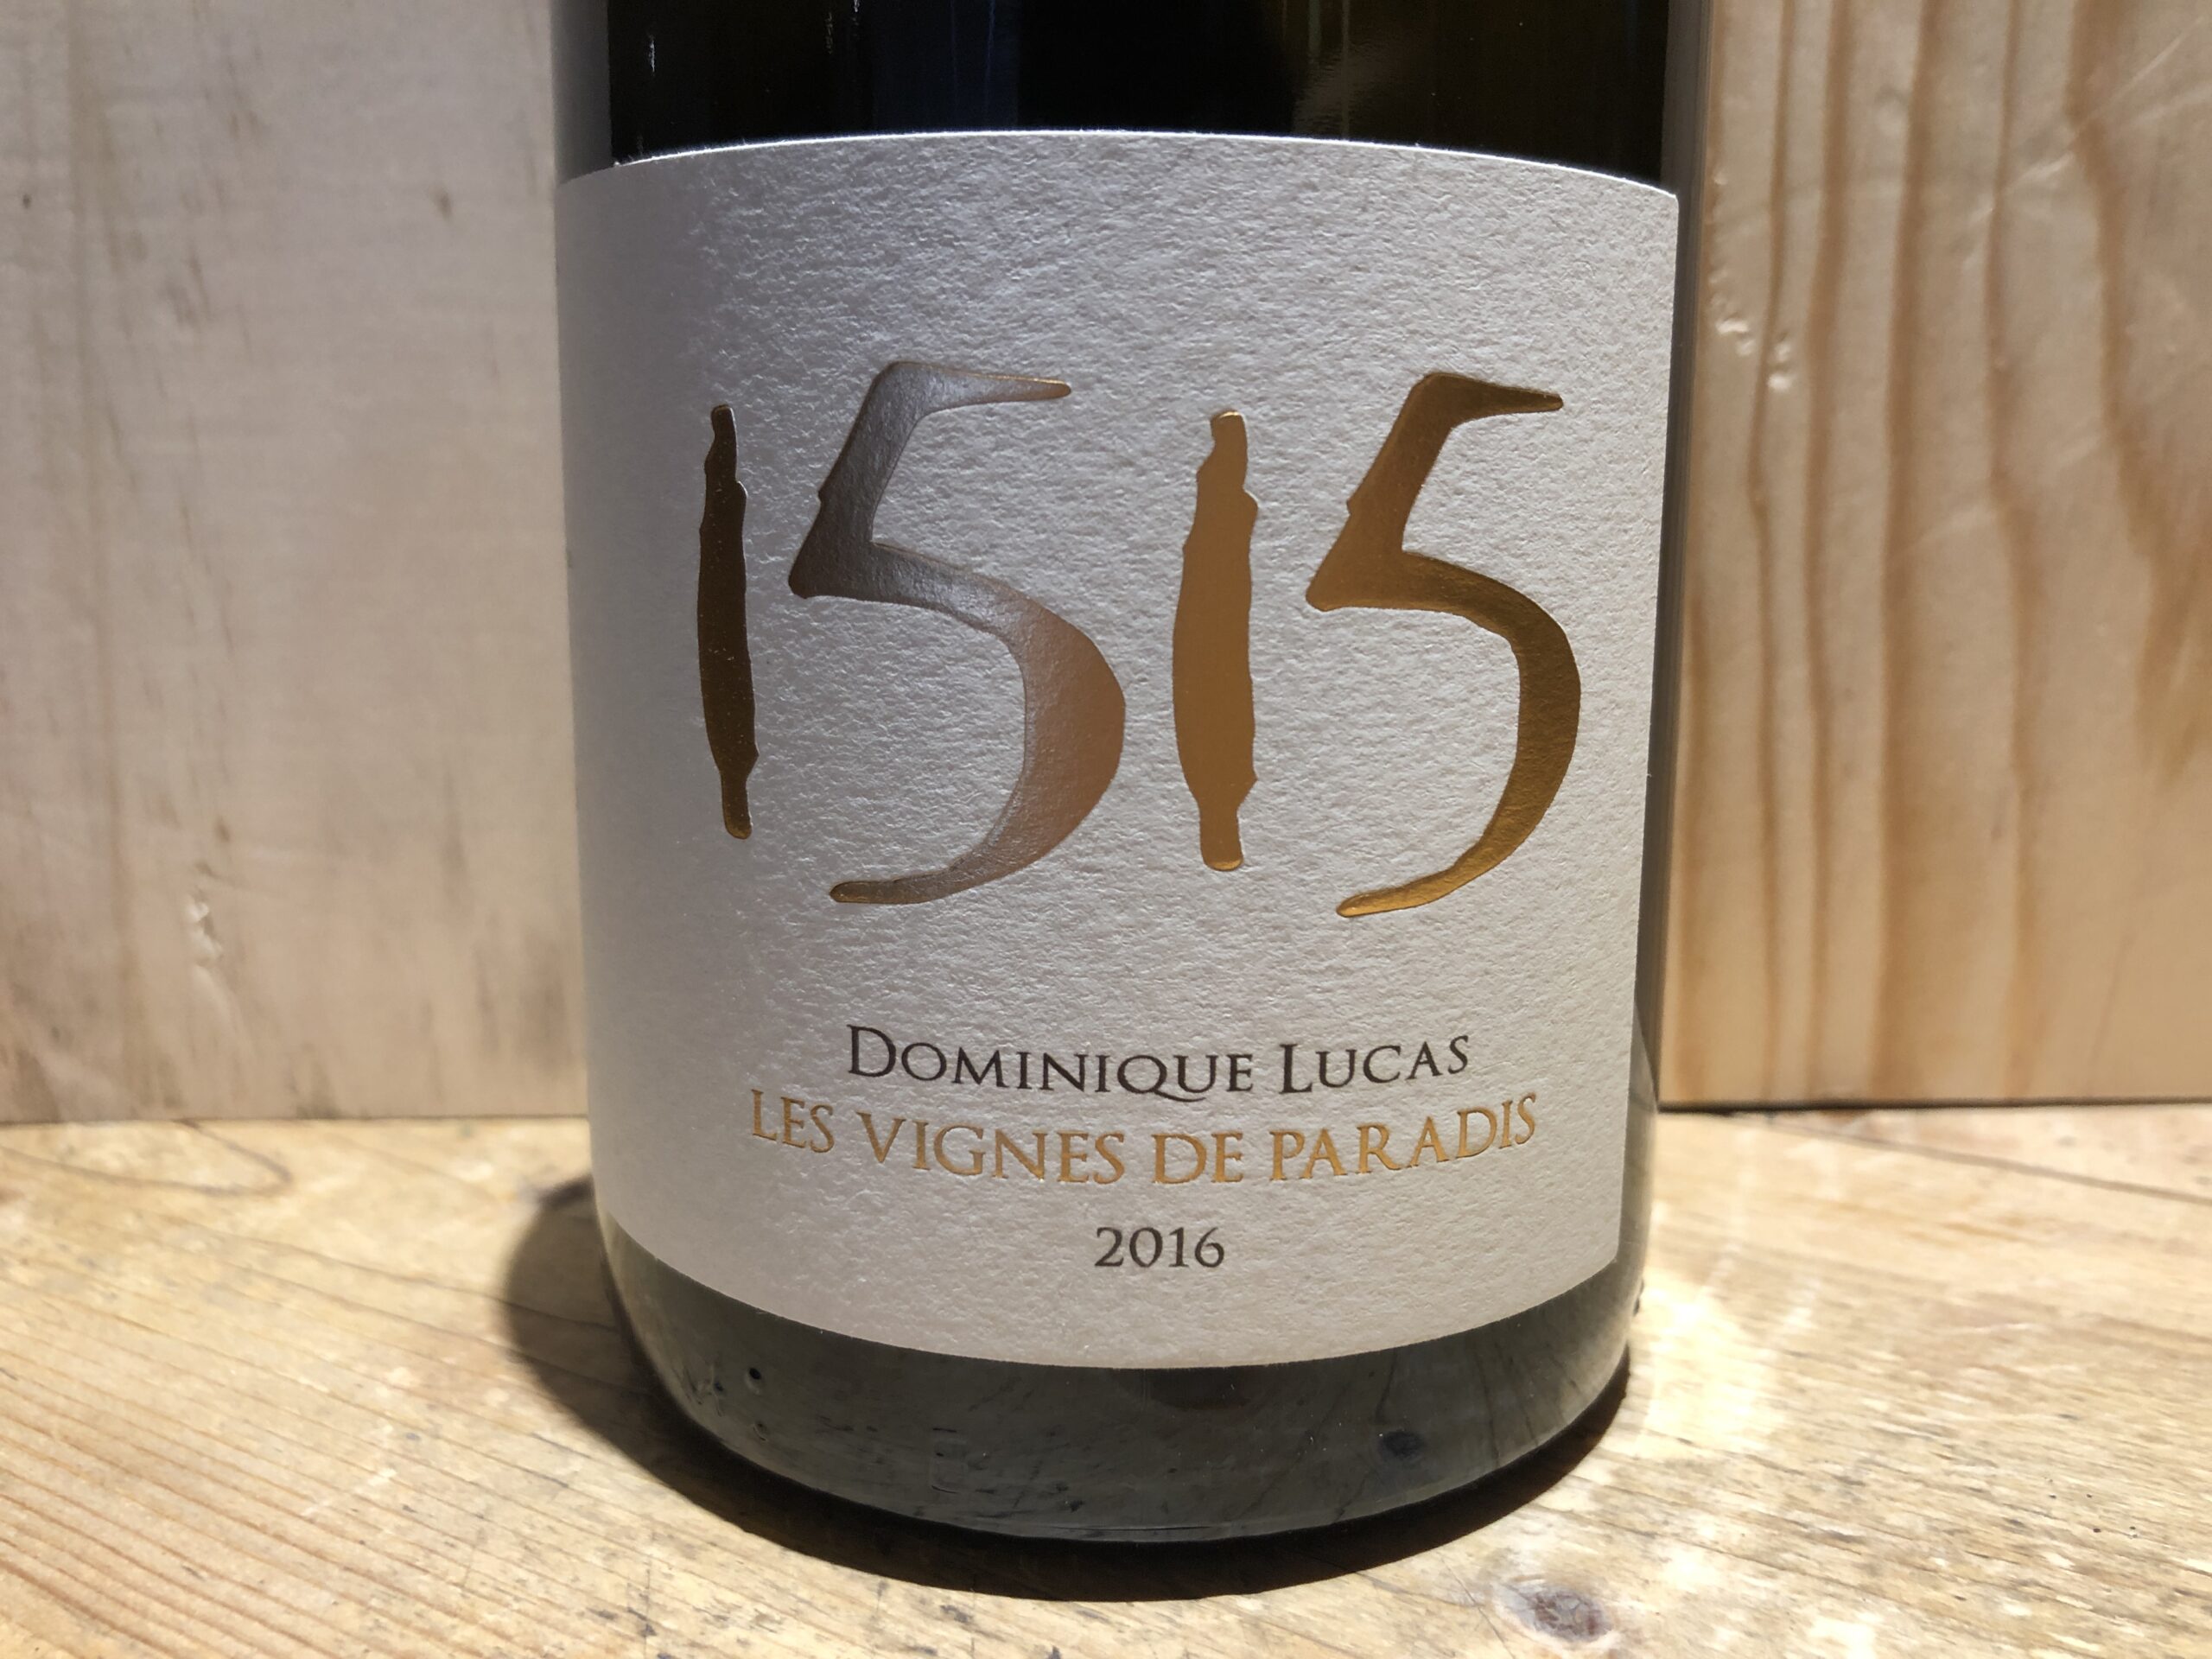 1515
Dominique Lucas
LES VIGNES DE PARADIS
2016